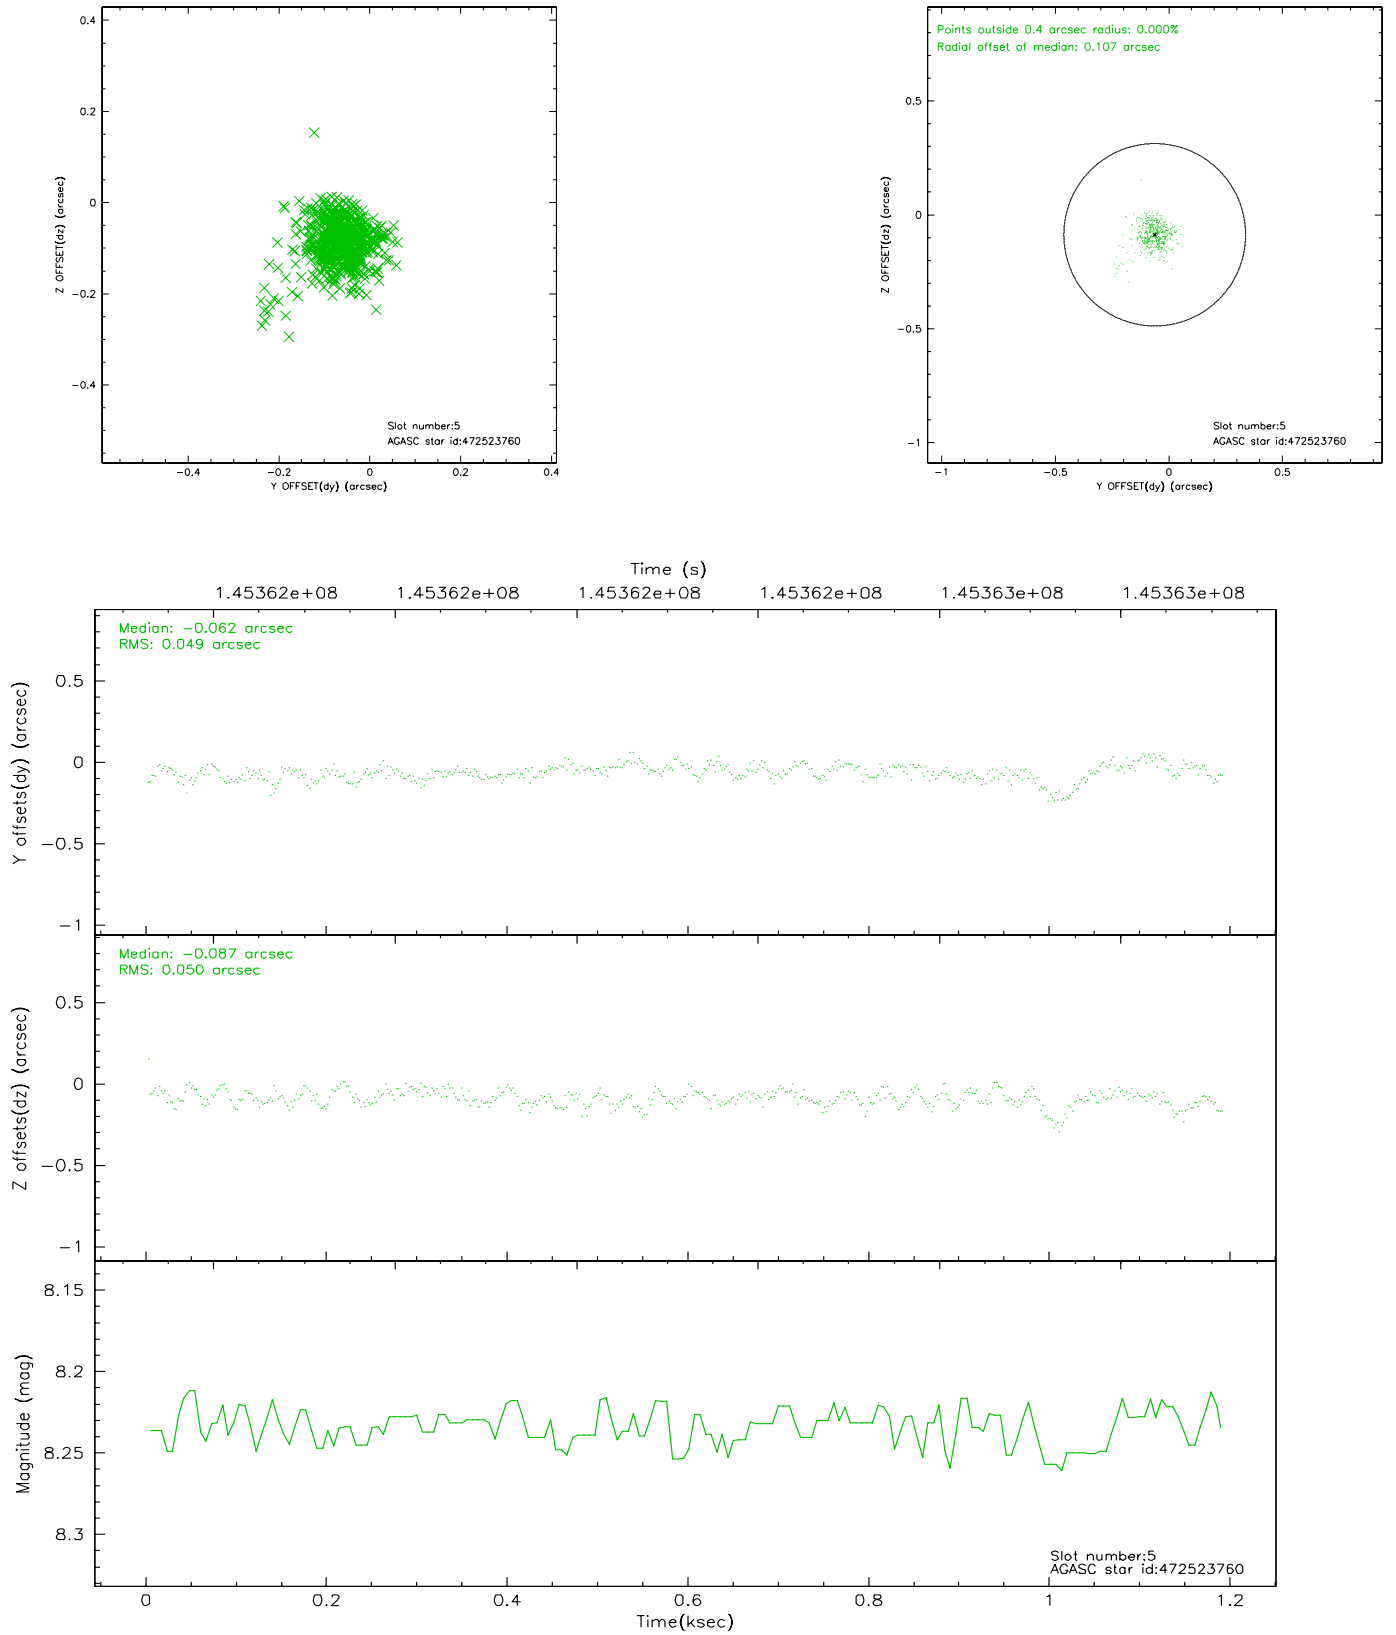 0.4
0.2
0
−0.2
−0.4
Z OFFSET(dz) (arcsec)
Slot number:5
AGASC star id:472523760
−0.4 −0.2 0 0.2 0.4
Y OFFSET(dy) (arcsec)
Points outside 0.4 arcsec radius: 0.000%
Radial offset of median: 0.107 arcsec
0.5
0
−0.5
−1
Z OFFSET(dz) (arcsec)
Slot number:5
AGASC star id:472523760
−1 −0.5 0 0.5
Y OFFSET(dy) (arcsec)
Time (s)
1.45362e+08 1.45362e+08 1.45362e+08 1.45362e+08 1.45363e+08 1.45363e+08
Median: −0.062 arcsec
RMS: 0.049 arcsec
0.5
0
−0.5
−1
Y offsets(dy) (arcsec)
Median: −0.087 arcsec
RMS: 0.050 arcsec
0.5
0
−0.5
−1
Z offsets(dz) (arcsec)
8.15
8.2
8.25
8.3
Magnitude (mag)
Slot number:5
AGASC star id:472523760
0 0.2 0.4 0.6 0.8 1 1.2
Time(ksec)